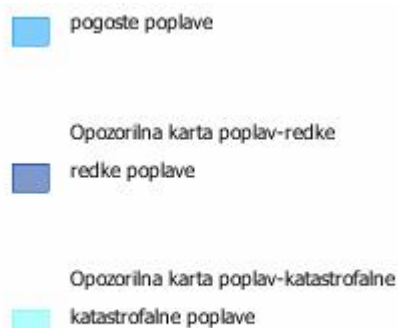 pogoste poplave
Opozorilna karta poplav-redke
redke poplave
Opozorilna karta poplav-katastrofalne
katastrofalne poplave